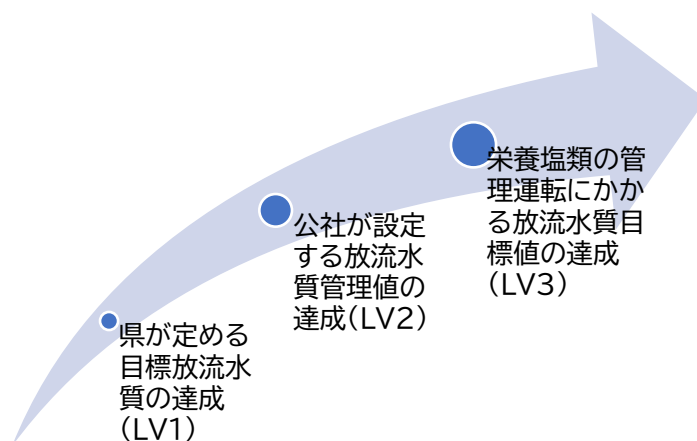 県が定める
目標放流水
質の達成
(LV1)
公社が設定
する放流水
質管理値の
達成(LV2)
栄養塩類の管
理運転にかか
る放流水質目
標値の達成
(LV3)